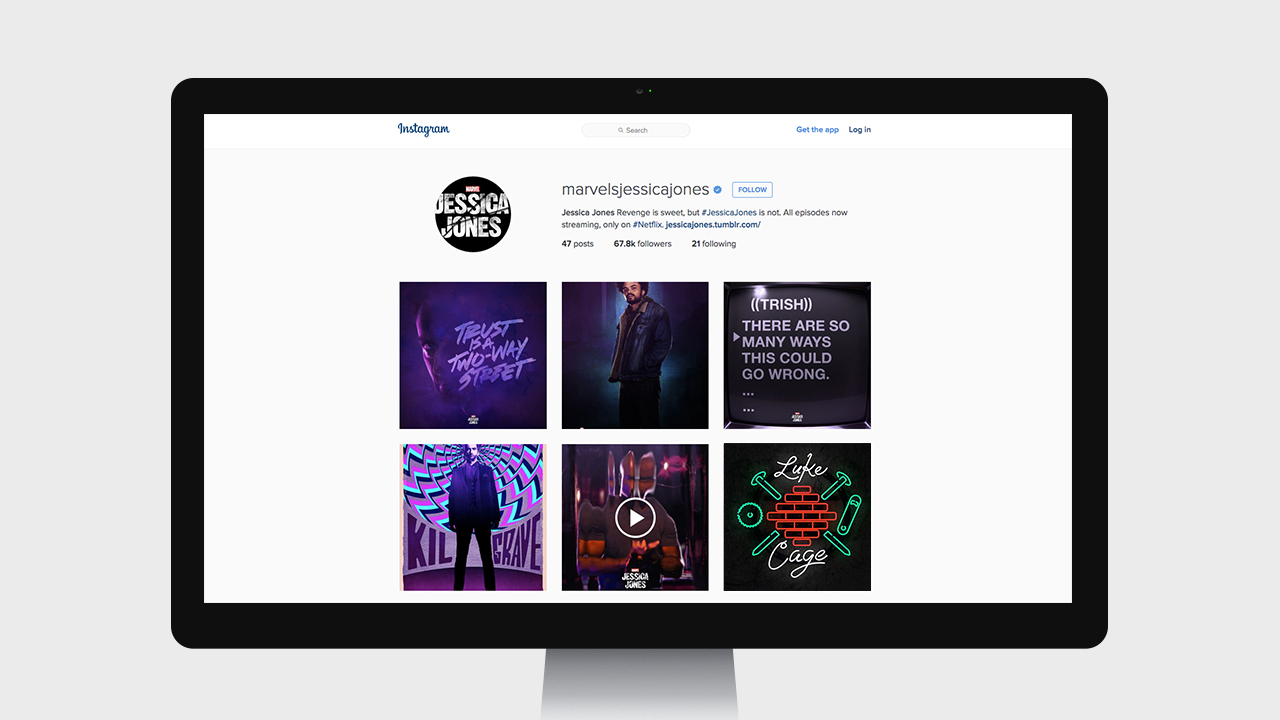 Instagram
Search
Get the app Log in
MARVEL
JESSICA
JONES
marvelsjessicajones FOLLOW
Jessica Jones Revenge is sweet, but #JessicaJones is not. All episodes now
streaming, only on #Netflix. jessicajones.tumblr.com/
47 posts 67.8k followers 21 following
TRUST
IS A
TWO-WAY
STREET
JESSICA
JONES
((TRISH))
THERE ARE SO
MANY WAYS
THIS COULD
GO WRONG.
...
...
JESSICA
JONES
KILGRAVE
MARVEL
JESSICA
JONES
Luke
Cage